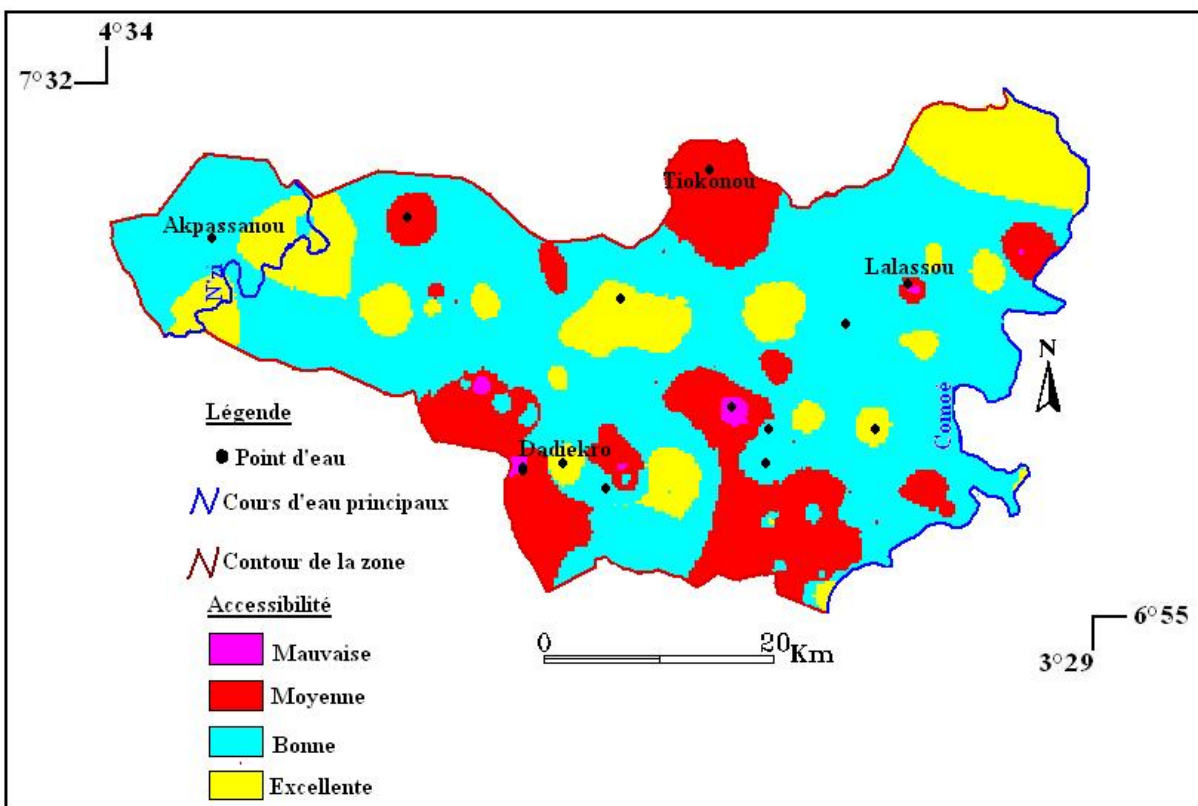 4°34
7°32
Tiokonou
Akpassanou
Lalassou
N'zi
N
Comoé
Légende
Point d'eau
Dadiekro
Cours d'eau principaux
Contour de la zone
Accessibilité
Mauvaise
Moyenne
Bonne
Excellente
0 20 Km
6°55
3°29